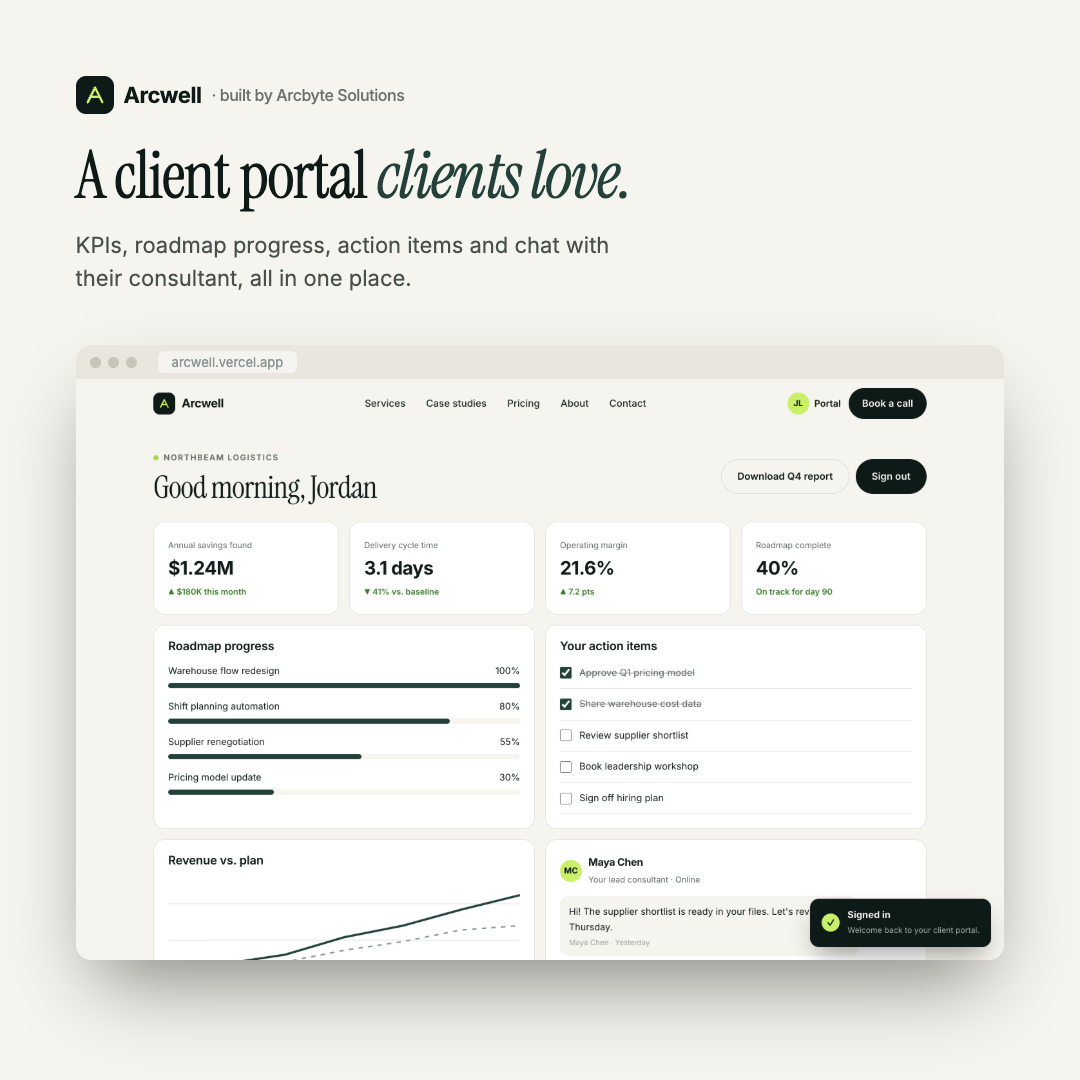 Arcwell · built by Arcbyte Solutions
A client portal clients love.
KPIs, roadmap progress, action items and chat with
their consultant, all in one place.
arcwell.vercel.app
Arcwell Services Case studies Pricing About Contact JL Portal Book a call
NORTHBEAM LOGISTICS
Good morning, Jordan
Download Q4 report Sign out
Annual savings found
$1.24M
▲ $180K this month
Delivery cycle time
3.1 days
▼ 41% vs. baseline
Operating margin
21.6%
▲ 7.2 pts
Roadmap complete
40%
On track for day 90
Roadmap progress
Warehouse flow redesign 100%
Shift planning automation 80%
Supplier renegotiation 55%
Pricing model update 30%
Your action items
Approve Q1 pricing model
Share warehouse cost data
Review supplier shortlist
Book leadership workshop
Sign off hiring plan
Revenue vs. plan
MC Maya Chen
Your lead consultant · Online
Hi! The supplier shortlist is ready in your files. Let's
Thursday.
Maya Chen · Yesterday
Signed in
Welcome back to your client portal.